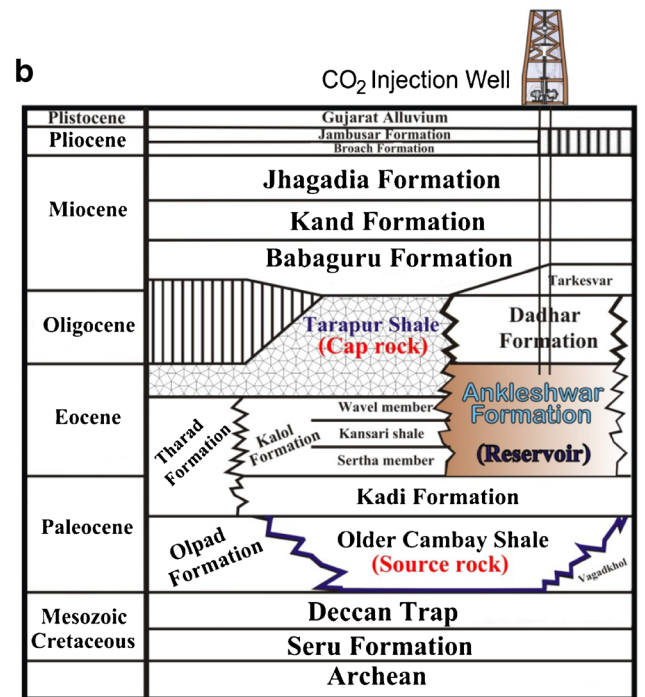 b
CO2 Injection Well
Plistocene
Gujarat Alluvium
Pliocene
Jambusar Formation
Broach Formation
Miocene
Jhagadia Formation
Kand Formation
Babaguru Formation
Tarkesvar
Oligocene
Tarapur Shale
(Cap rock)
Dadhar
Formation
Eocene
Ankleshwar
Formation
(Reservoir)
Tharad
Formation
Kalol
Formation
Wavel member
Kansari shale
Sertha member
Kadi Formation
Paleocene
Olpad
Formation
Older Cambay Shale
(Source rock)
Vagadkhol
Mesozoic
Cretaceous
Deccan Trap
Seru Formation
Archean